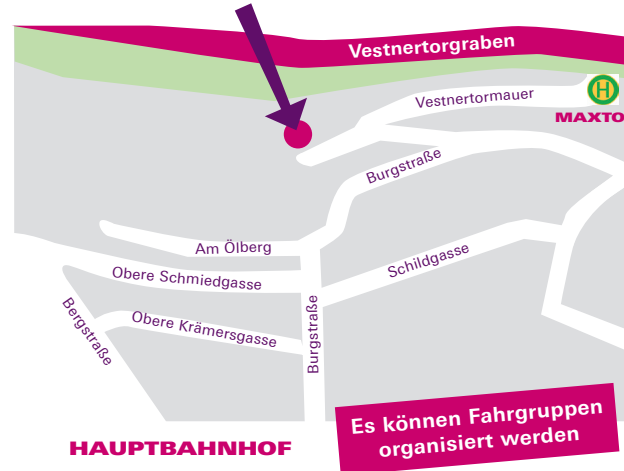 Vestnertorgraben
Vestnertormauer
H
MAXTO
Burgstraße
Am Ölberg
Schildgasse
Obere Schmiedgasse
Bergstraße
Obere Krämersgasse
Burgstraße
Es können Fahrgruppen
organisiert werden
HAUPTBAHNHOF